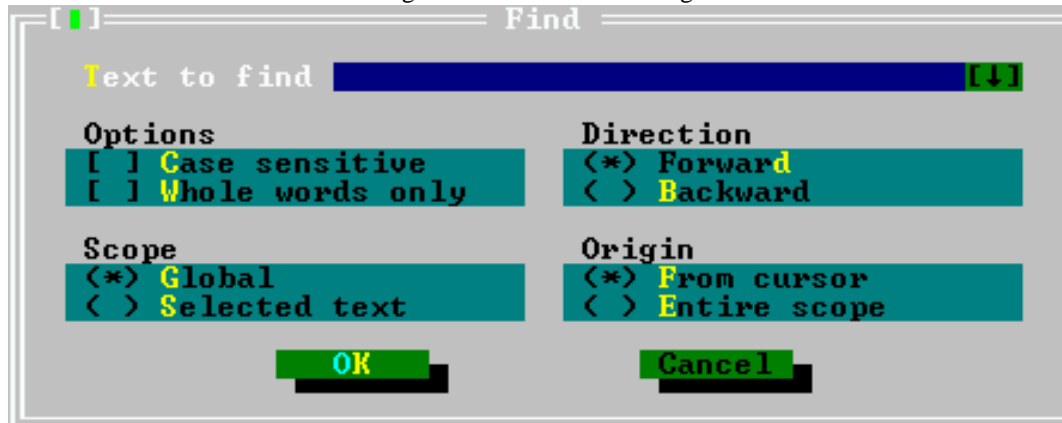 [▮] Find
Text to find [↓]
Options
[ ] Case sensitive
[ ] Whole words only
Direction
(*) Forward
( ) Backward
Scope
(*) Global
( ) Selected text
Origin
(*) From cursor
( ) Entire scope
OK
Cancel